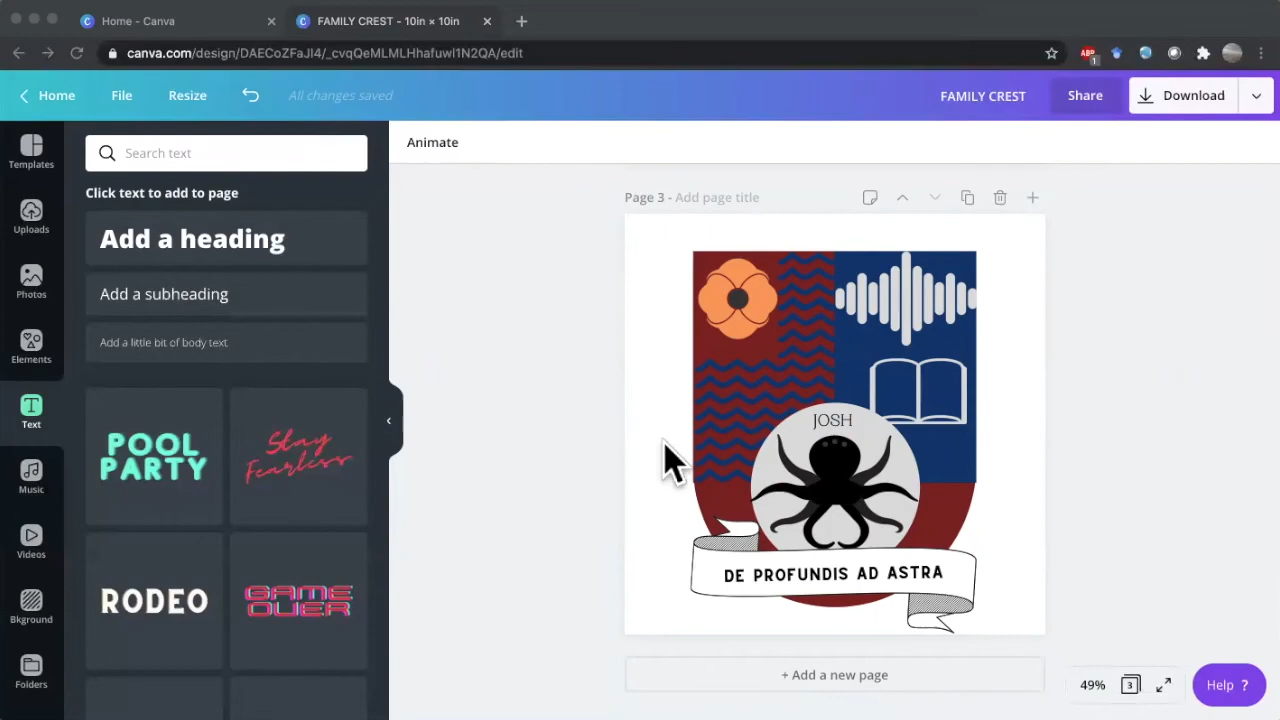 Home - Canva
FAMILY CREST - 10in × 10in
canva.com/design/DAECoZFaJI4/_cvqQeMLMLHhafuwl1N2QA/edit
ABP
1
Home
File
Resize
All changes saved
FAMILY CREST
Share
Download
Templates
Uploads
Photos
Elements
Text
Music
Videos
Bkground
Folders
Search text
Click text to add to page
Add a heading
Add a subheading
Add a little bit of body text
POOL
PARTY
Stay
Fearless
RODEO
GAME
OVER
Animate
Page 3 - Add page title
JOSH
DE PROFUNDIS AD ASTRA
+ Add a new page
49%
3
Help ?